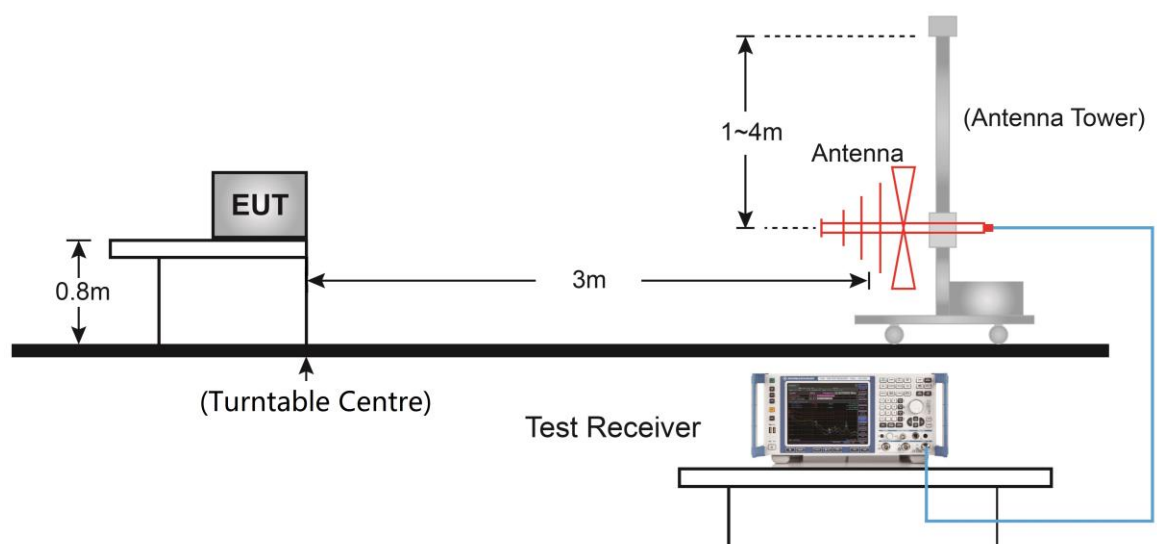 1~4m
(Antenna Tower)
Antenna
EUT
0.8m
3m
(Turntable Centre)
Test Receiver